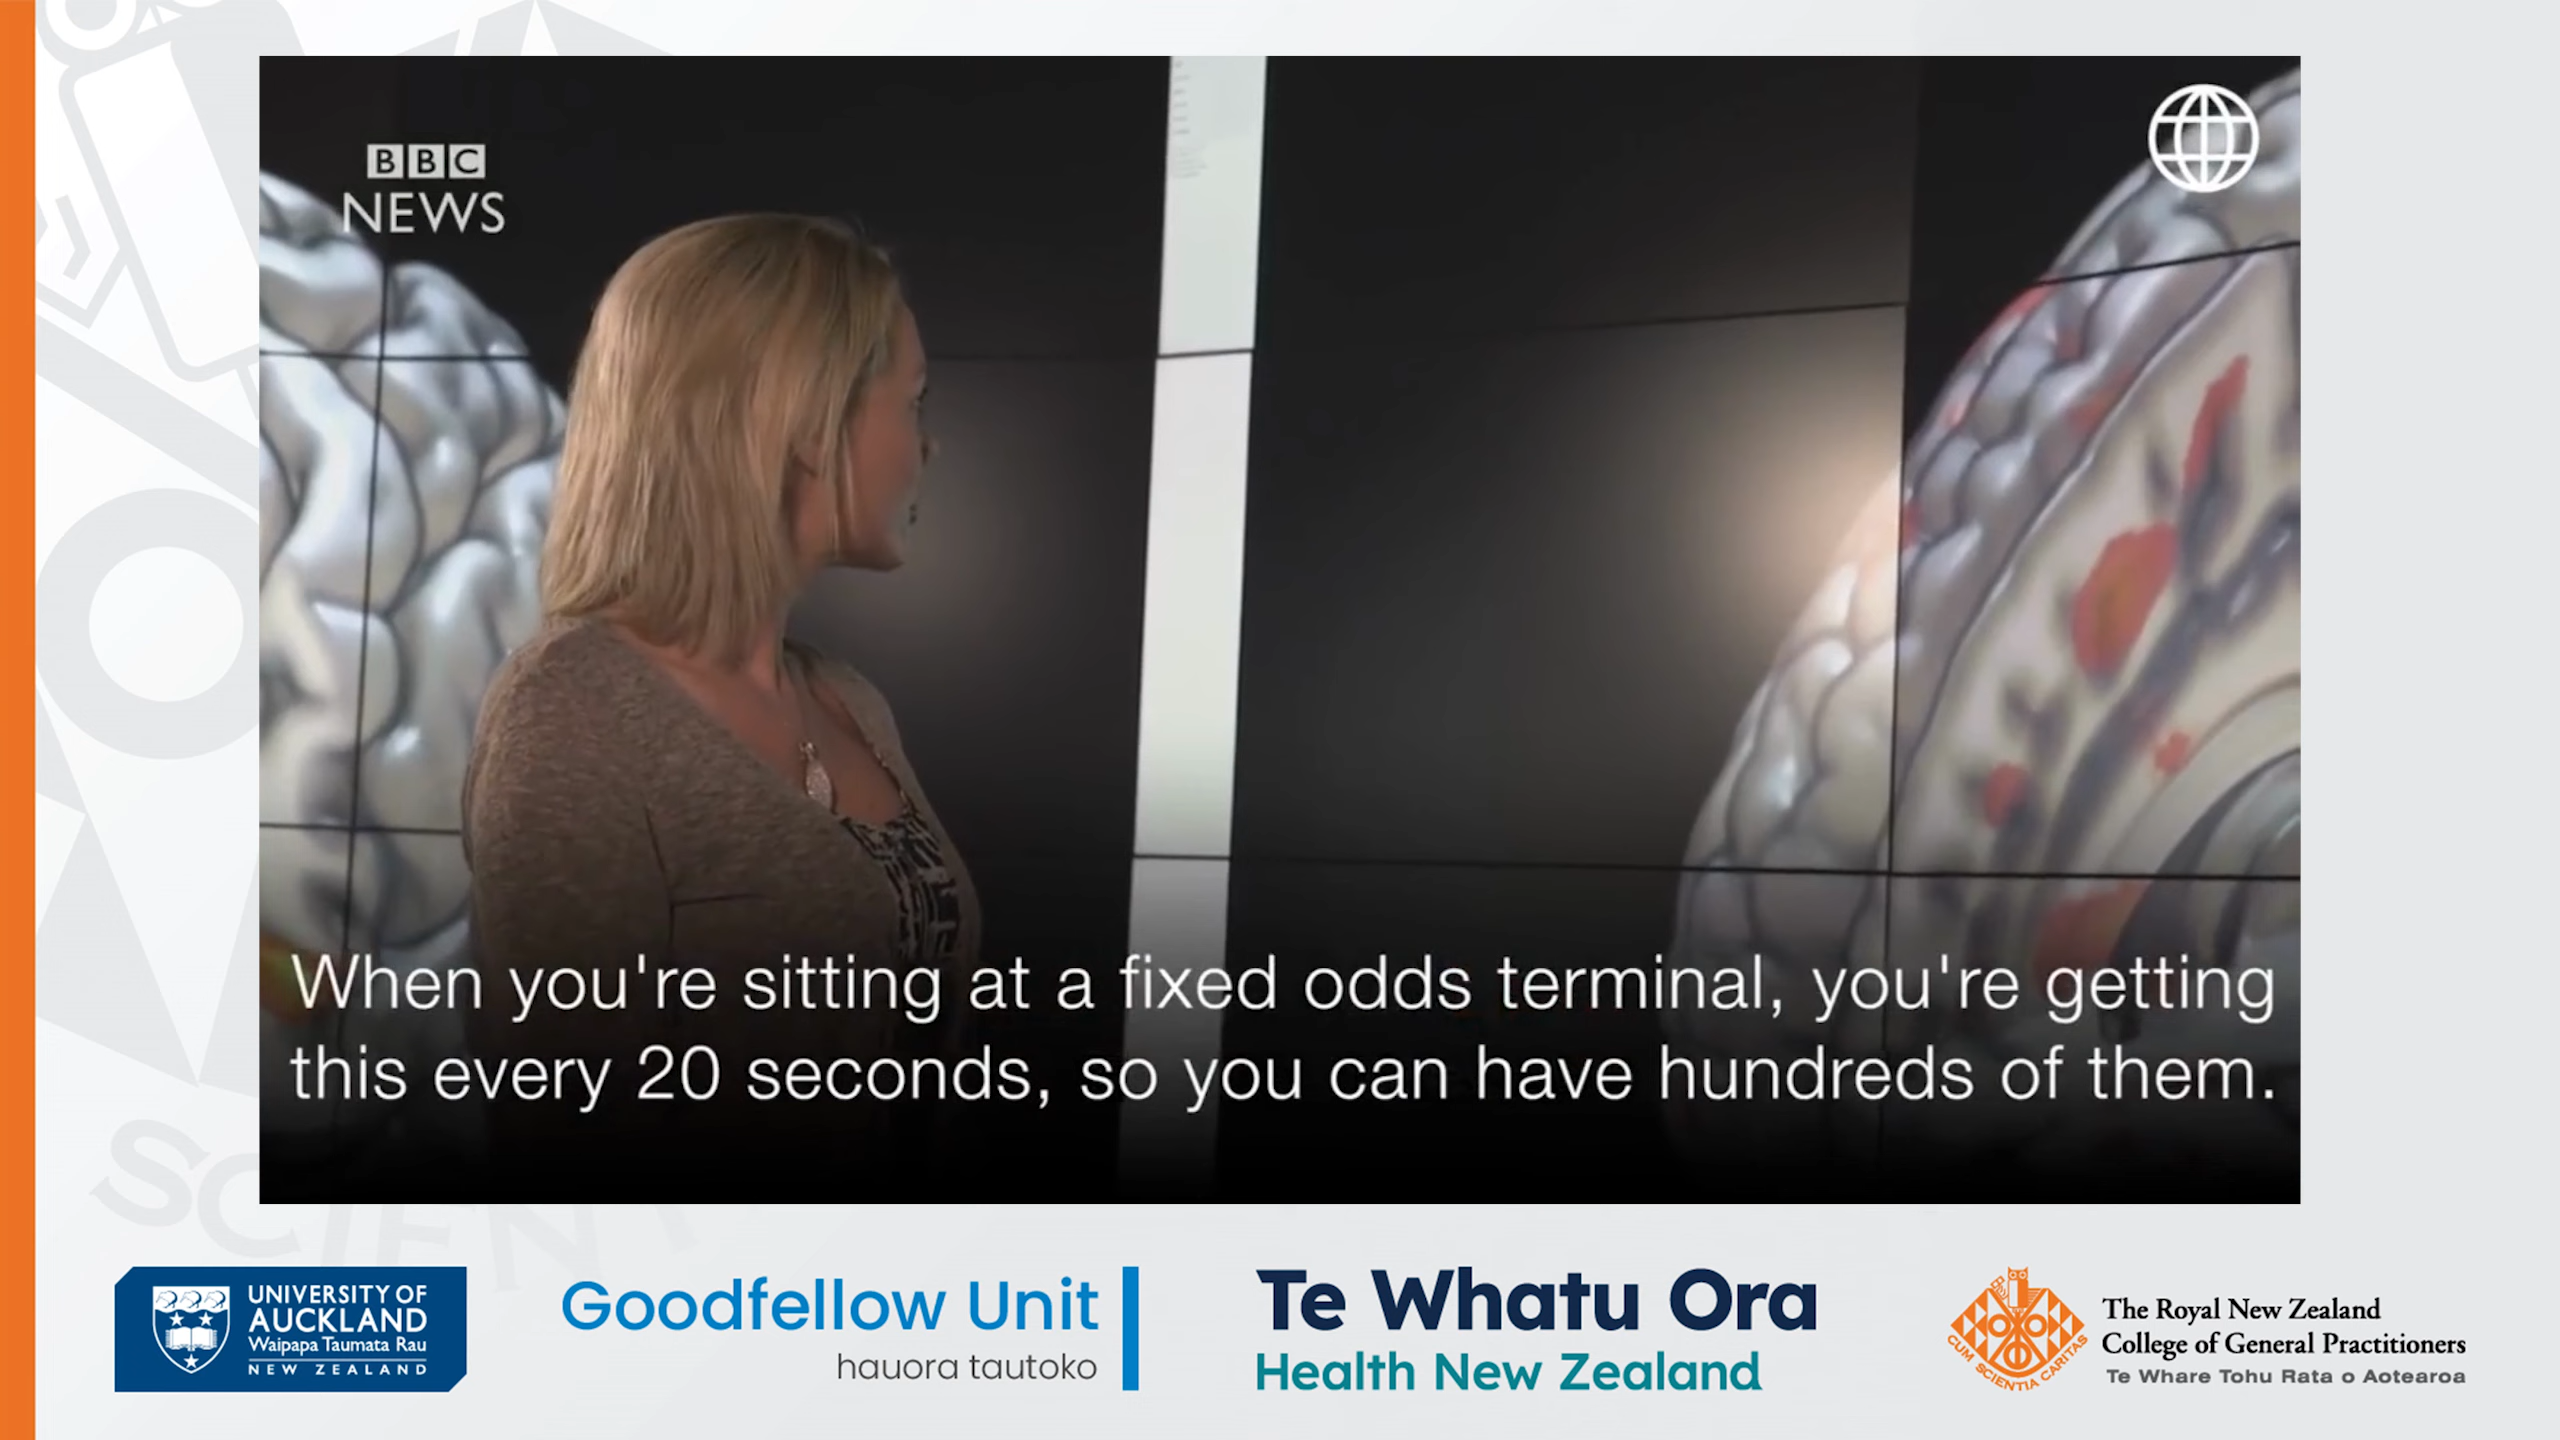 BBC
NEWS
When you're sitting at a fixed odds terminal, you're getting
this every 20 seconds, so you can have hundreds of them.
SCIENT
UNIVERSITY OF
AUCKLAND
Waipapa Taumata Rau
NEW ZEALAND
Goodfellow Unit
hauora tautoko
Te Whatu Ora
Health New Zealand
CUM SCIENTIA CARITAS
The Royal New Zealand
College of General Practitioners
Te Whare Tohu Rata o Aotearoa